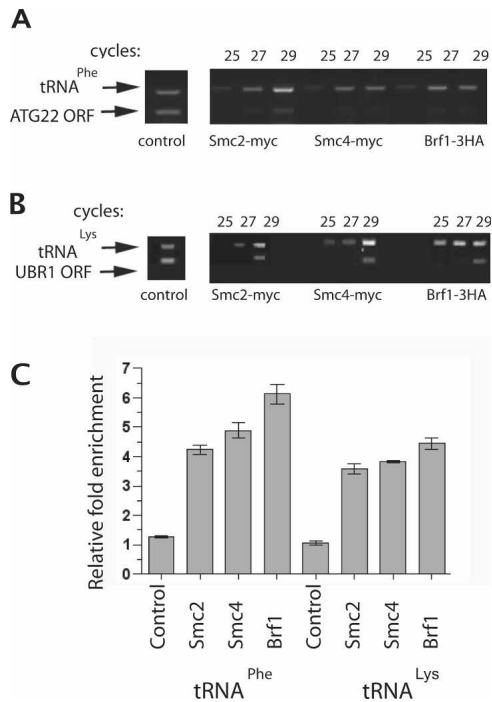 A
cycles:
25 27 29 25 27 29 25 27 29
tRNA^Phe
ATG22 ORF
control Smc2-myc Smc4-myc Brf1-3HA
B
cycles:
25 27 29 25 27 29 25 27 29
tRNA^Lys
UBR1 ORF
control Smc2-myc Smc4-myc Brf1-3HA
C
Relative fold enrichment
7
6
5
4
3
2
1
0
Control Smc2 Smc4 Brf1 Control Smc2 Smc4 Brf1
tRNA^Phe tRNA^Lys